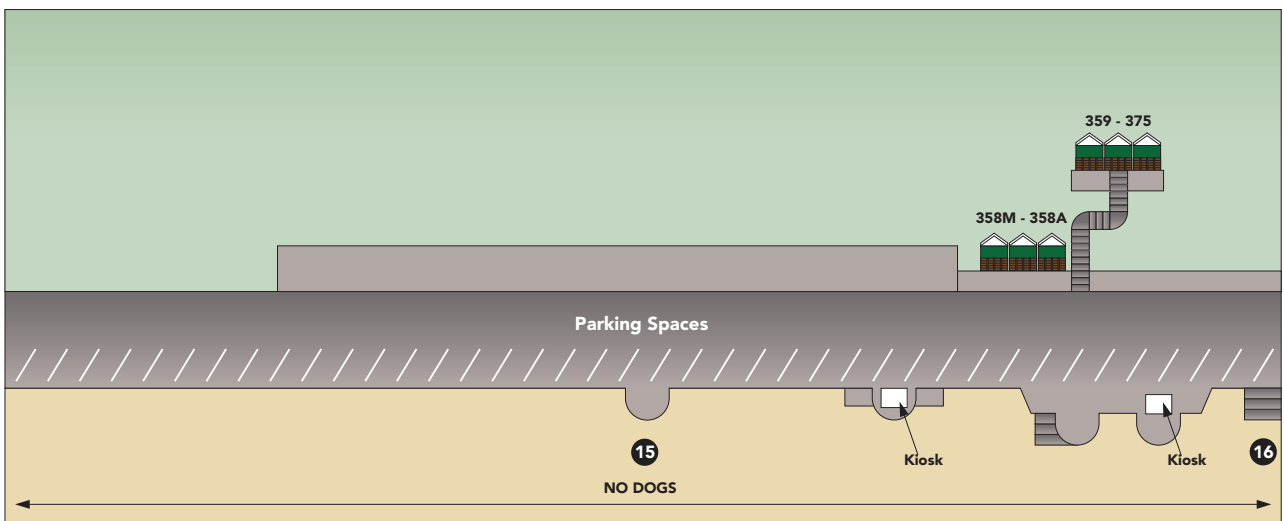 359 - 375
358M - 358A
Parking Spaces
15
Kiosk
Kiosk
16
NO DOGS